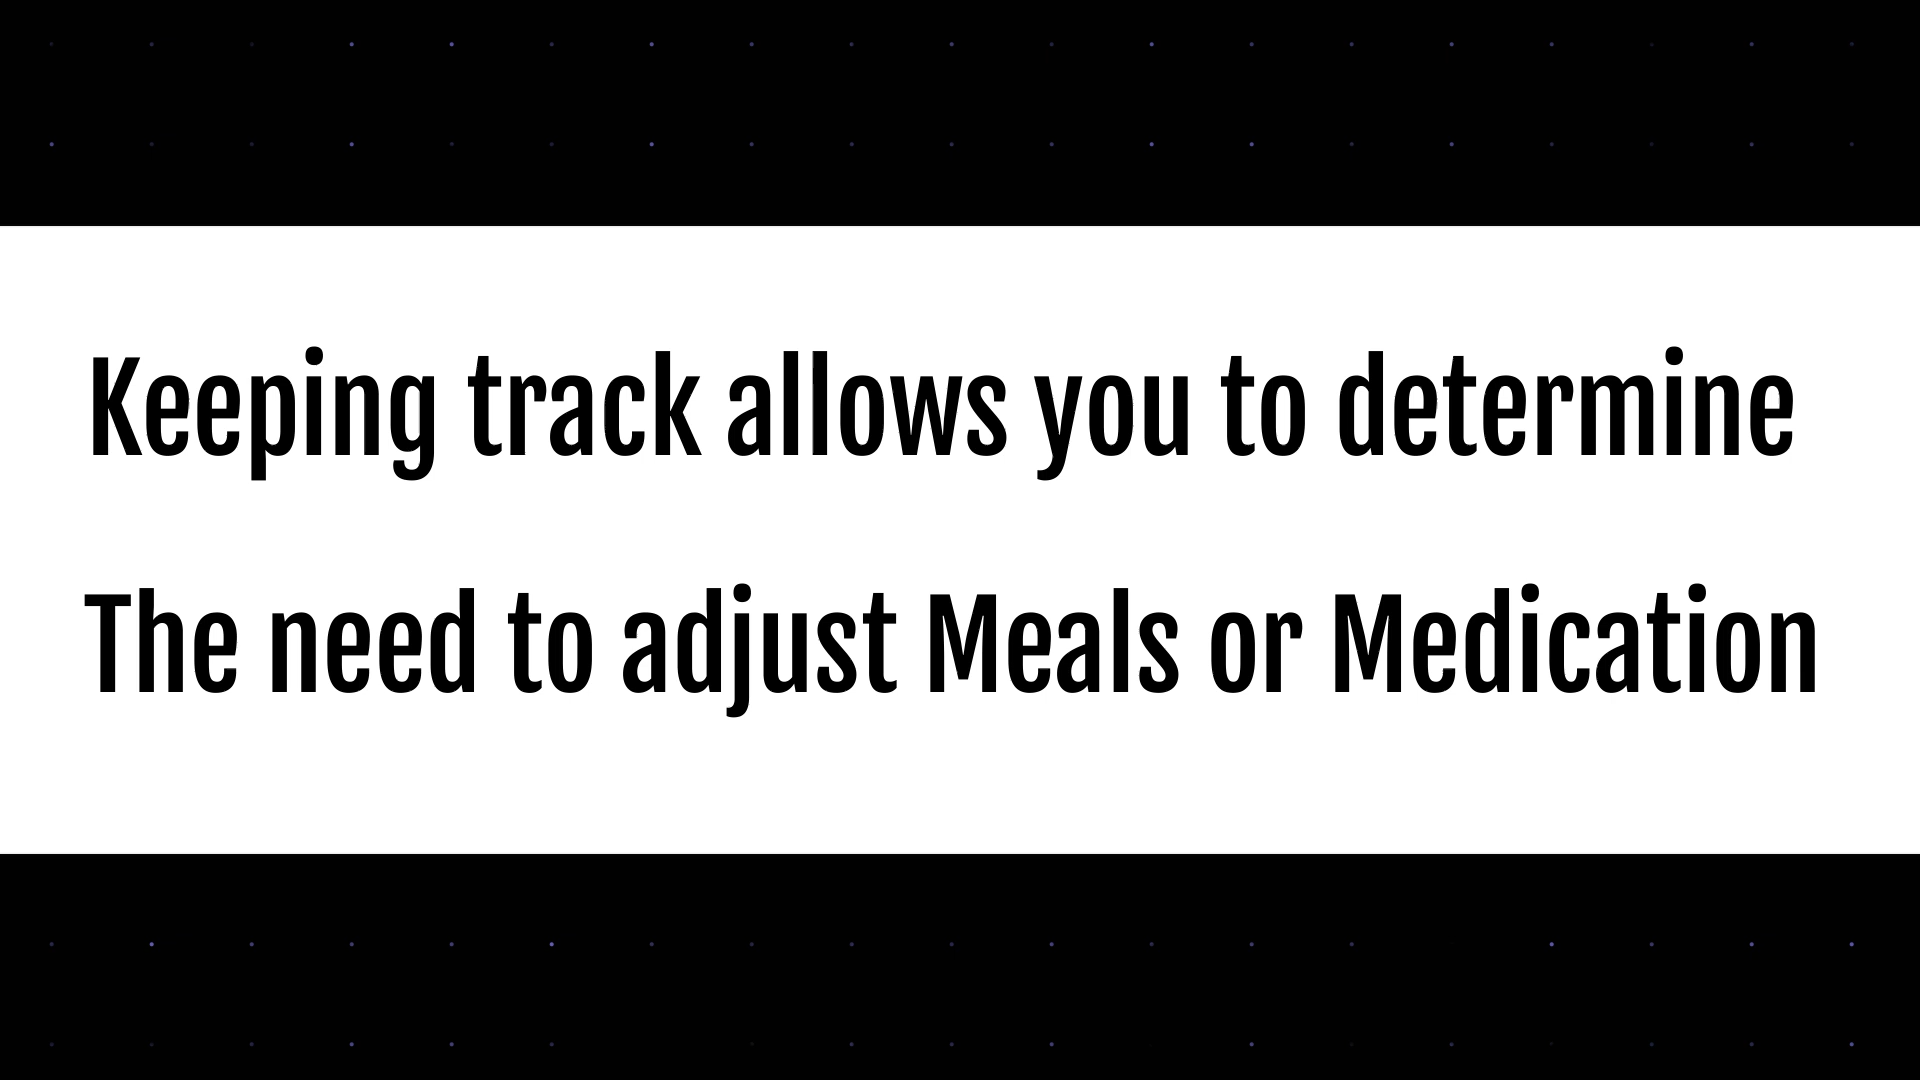 Keeping track allows you to determine
The need to adjust Meals or Medication